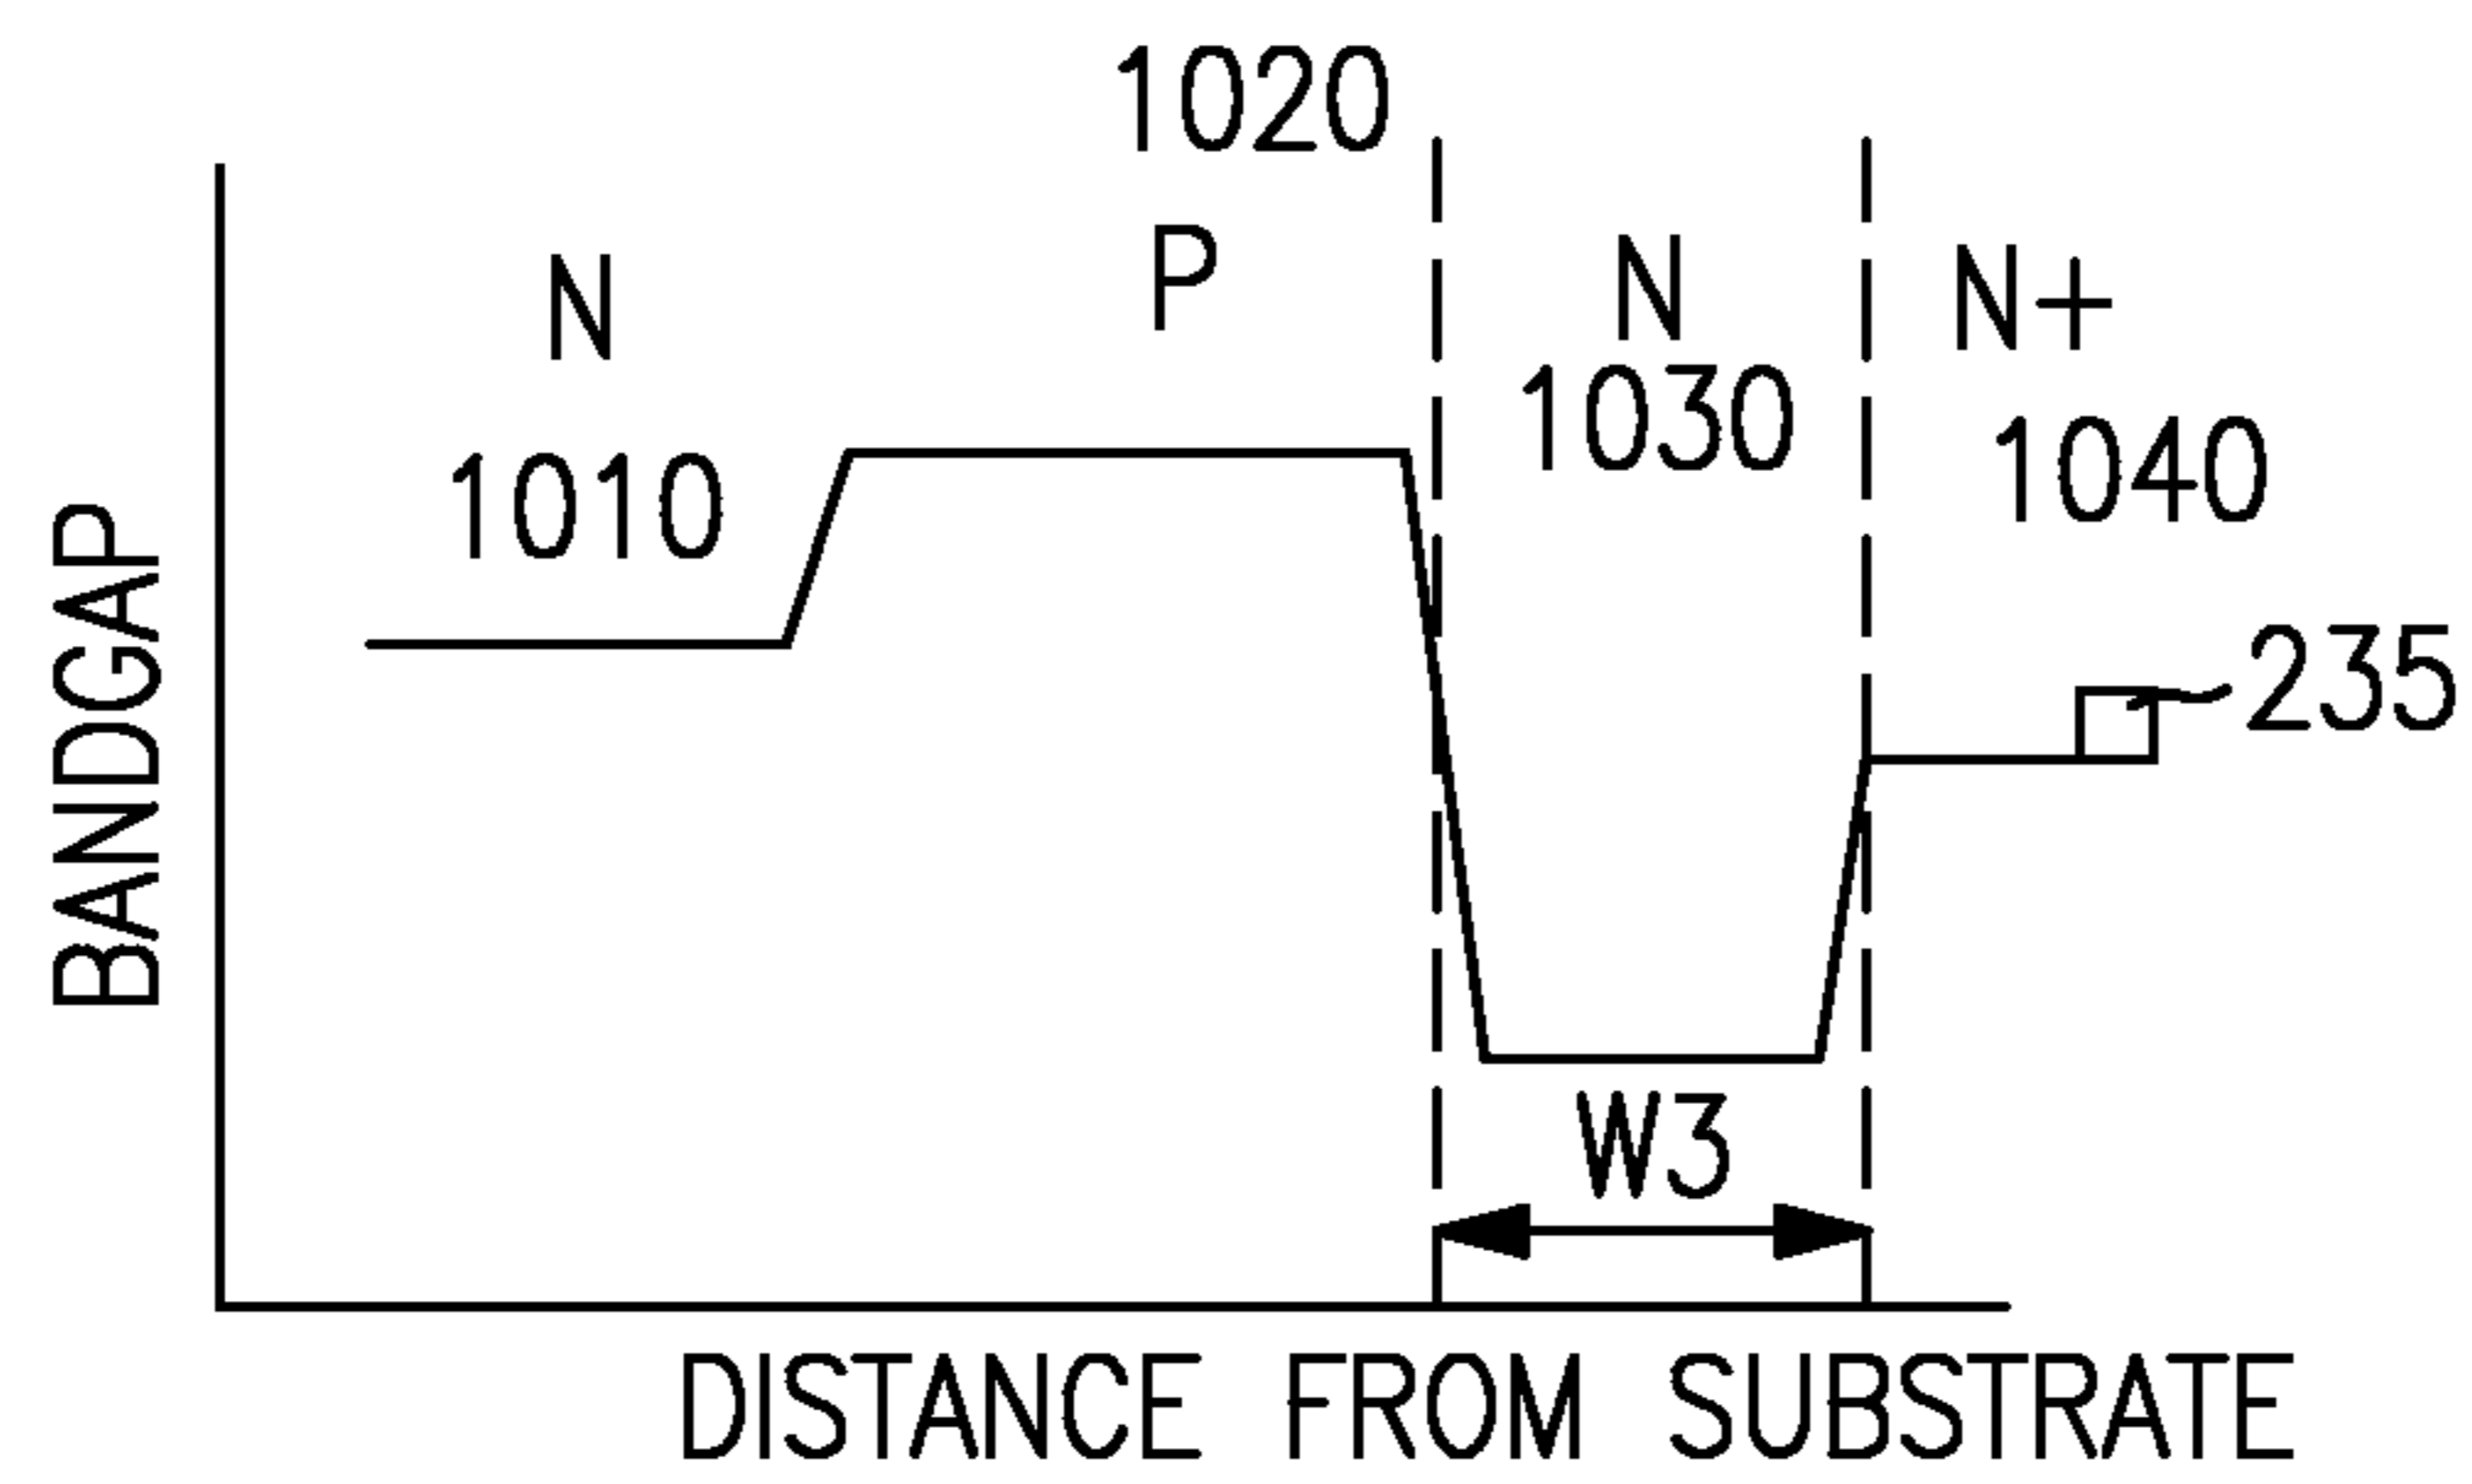 1020
P
N
N
N+
1030
1040
1010
BANDGAP
235
W3
DISTANCE FROM SUBSTRATE